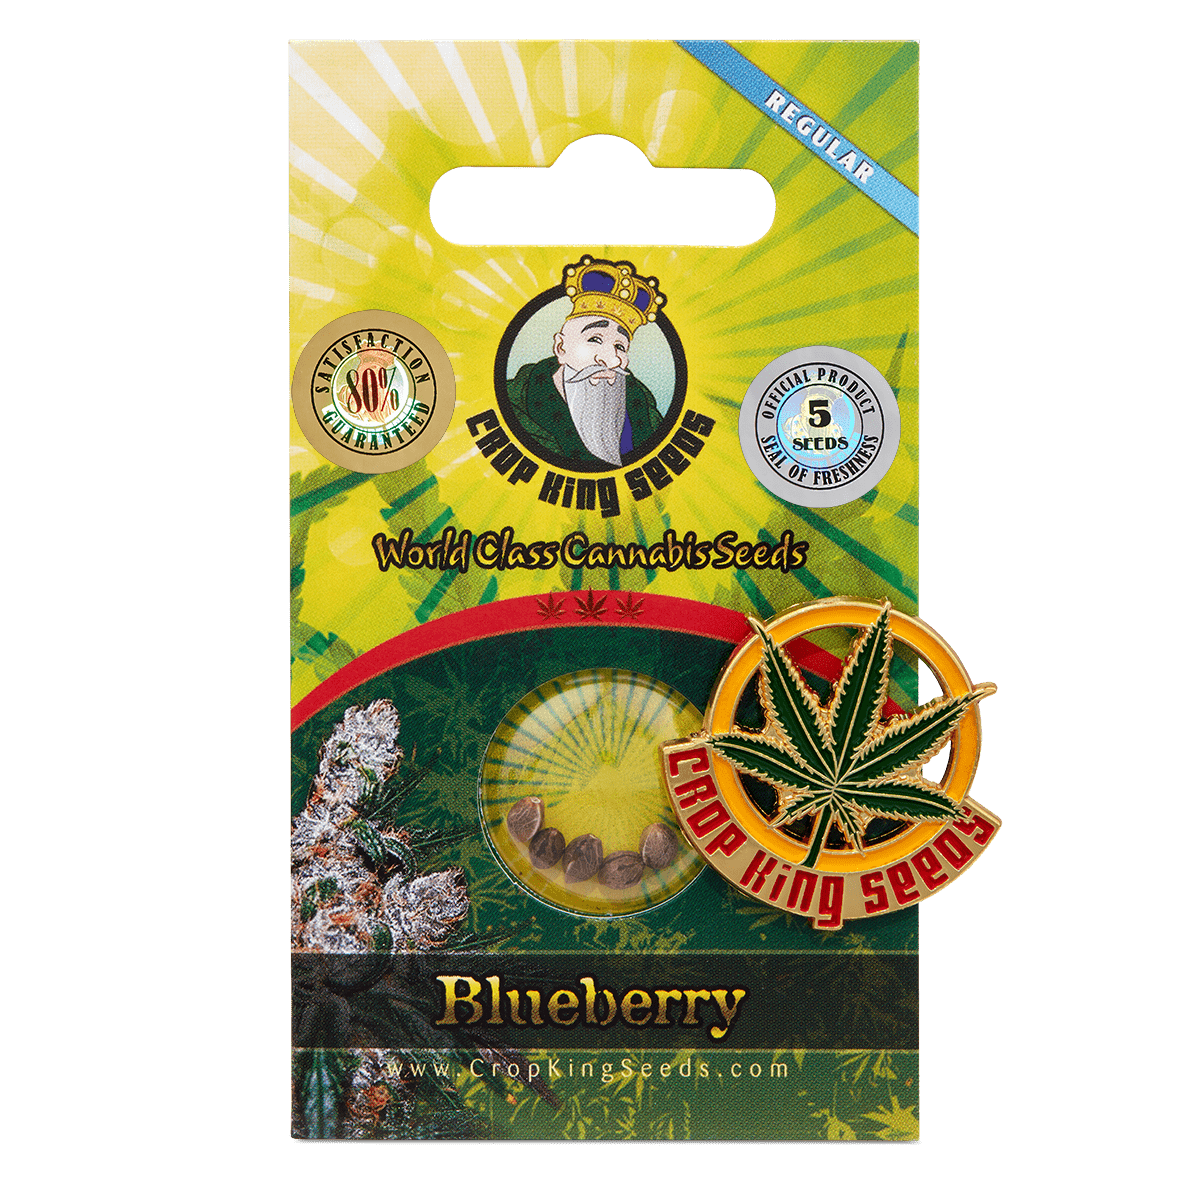 REGULAR
SATISFACTION
80%
GUARANTEED
CROP KING SEEDS
OFFICIAL PRODUCT
5
SEEDS
SEAL OF FRESHNESS
World Class Cannabis Seeds
CROP KING SEEDS
Blueberry
www.CropKingSeeds.com